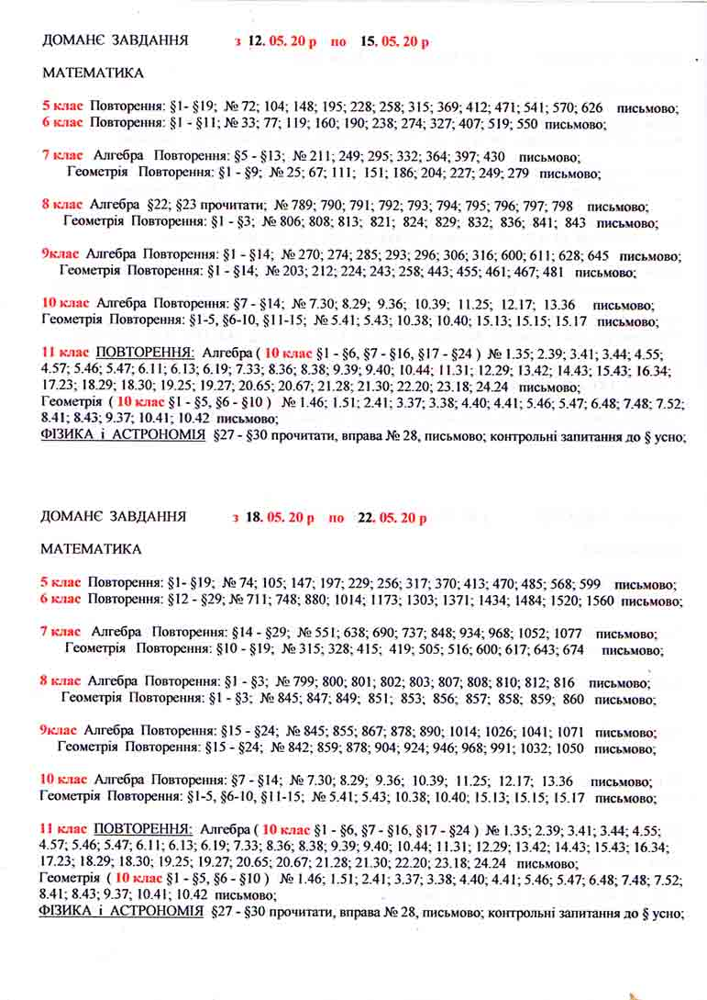 ДОМАНЄ ЗАВДАННЯ з 12. 05. 20 р по 15. 05. 20 р
МАТЕМАТИКА
5 клас Повторення: §1- §19; № 72; 104; 148; 195; 228; 258; 315; 369; 412; 471; 541; 570; 626 письмово;
6 клас Повторення: §1 - §11; № 33; 77; 119; 160; 190; 238; 274; 327; 407; 519; 550 письмово;
7 клас Алгебра Повторення: §5 - §13; № 211; 249; 295; 332; 364; 397; 430 письмово;
Геометрія Повторення: §1 - §9; № 25; 67; 111; 151; 186; 204; 227; 249; 279 письмово;
8 клас Алгебра §22; §23 прочитати; № 789; 790; 791; 792; 793; 794; 795; 796; 797; 798 письмово;
Геометрія Повторення: §1 - §3; № 806; 808; 813; 821; 824; 829; 832; 836; 841; 843 письмово;
9клас Алгебра Повторення: §1 - §14; № 270; 274; 285; 293; 296; 306; 316; 600; 611; 628; 645 письмово;
Геометрія Повторення: §1 - §14; № 203; 212; 224; 243; 258; 443; 455; 461; 467; 481 письмово;
10 клас Алгебра Повторення: §7 - §14; № 7.30; 8.29; 9.36; 10.39; 11.25; 12.17; 13.36 письмово;
Геометрія Повторення: §1-5, §6-10, §11-15; № 5.41; 5.43; 10.38; 10.40; 15.13; 15.15; 15.17 письмово;
11 клас ПОВТОРЕННЯ: Алгебра ( 10 клас §1 - §6, §7 - §16, §17 - §24 ) № 1.35; 2.39; 3.41; 3.44; 4.55;
4.57; 5.46; 5.47; 6.11; 6.13; 6.19; 7.33; 8.36; 8.38; 9.39; 9.40; 10.44; 11.31; 12.29; 13.42; 14.43; 15.43; 16.34;
17.23; 18.29; 18.30; 19.25; 19.27; 20.65; 20.67; 21.28; 21.30; 22.20; 23.18; 24.24 письмово;
Геометрія ( 10 клас §1 - §5, §6 - §10 ) № 1.46; 1.51; 2.41; 3.37; 3.38; 4.40; 4.41; 5.46; 5.47; 6.48; 7.48; 7.52;
8.41; 8.43; 9.37; 10.41; 10.42 письмово;
ФІЗИКА і АСТРОНОМІЯ §27 - §30 прочитати, вправа № 28, письмово; контрольні запитання до § усно;
ДОМАНЄ ЗАВДАННЯ з 18. 05. 20 р по 22. 05. 20 р
МАТЕМАТИКА
5 клас Повторення: §1- §19; № 74; 105; 147; 197; 229; 256; 317; 370; 413; 470; 485; 568; 599 письмово;
6 клас Повторення: §12 - §29; № 711; 748; 880; 1014; 1173; 1303; 1371; 1434; 1484; 1520; 1560 письмово;
7 клас Алгебра Повторення: §14 - §29; № 551; 638; 690; 737; 848; 934; 968; 1052; 1077 письмово;
Геометрія Повторення: §10 - §19; № 315; 328; 415; 419; 505; 516; 600; 617; 643; 674 письмово;
8 клас Алгебра Повторення: §1 - §3; № 799; 800; 801; 802; 803; 807; 808; 810; 812; 816 письмово;
Геометрія Повторення: §1 - §3; № 845; 847; 849; 851; 853; 856; 857; 858; 859; 860 письмово;
9клас Алгебра Повторення: §15 - §24; № 845; 855; 867; 878; 890; 1014; 1026; 1041; 1071 письмово;
Геометрія Повторення: §15 - §24; № 842; 859; 878; 904; 924; 946; 968; 991; 1032; 1050 письмово;
10 клас Алгебра Повторення: §7 - §14; № 7.30; 8.29; 9.36; 10.39; 11.25; 12.17; 13.36 письмово;
Геометрія Повторення: §1-5, §6-10, §11-15; № 5.41; 5.43; 10.38; 10.40; 15.13; 15.15; 15.17 письмово;
11 клас ПОВТОРЕННЯ: Алгебра ( 10 клас §1 - §6, §7 - §16, §17 - §24 ) № 1.35; 2.39; 3.41; 3.44; 4.55;
4.57; 5.46; 5.47; 6.11; 6.13; 6.19; 7.33; 8.36; 8.38; 9.39; 9.40; 10.44; 11.31; 12.29; 13.42; 14.43; 15.43; 16.34;
17.23; 18.29; 18.30; 19.25; 19.27; 20.65; 20.67; 21.28; 21.30; 22.20; 23.18; 24.24 письмово;
Геометрія ( 10 клас §1 - §5, §6 - §10 ) № 1.46; 1.51; 2.41; 3.37; 3.38; 4.40; 4.41; 5.46; 5.47; 6.48; 7.48; 7.52;
8.41; 8.43; 9.37; 10.41; 10.42 письмово;
ФІЗИКА і АСТРОНОМІЯ §27 - §30 прочитати, вправа № 28, письмово; контрольні запитання до § усно;